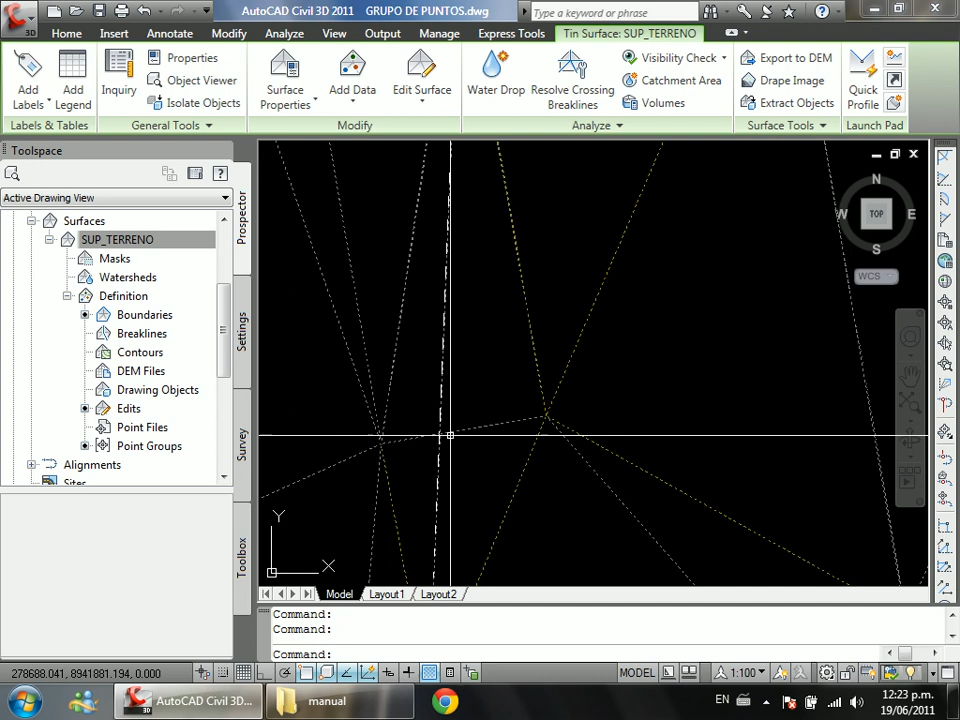 AutoCAD Civil 3D 2011 GRUPO DE PUNTOS.dwg
Type a keyword or phrase
3D
Home Insert Annotate Modify Analyze View Output Manage Express Tools Tin Surface: SUP_TERRENO
Add Labels
Add Legend
Inquiry
Properties
Object Viewer
Isolate Objects
Surface Properties
Add Data
Edit Surface
Water Drop
Resolve Crossing Breaklines
Visibility Check
Catchment Area
Volumes
Export to DEM
Drape Image
Extract Objects
Quick Profile
Labels & Tables
General Tools
Modify
Analyze
Surface Tools
Launch Pad
Toolspace
Active Drawing View
Surfaces
SUP_TERRENO
Masks
Watersheds
Definition
Boundaries
Breaklines
Contours
DEM Files
Drawing Objects
Edits
Point Files
Point Groups
Alignments
Sites
Prospector
Settings
Survey
Toolbox
N
W TOP E
S
WCS
Y
X
Model Layout1 Layout2
Command:
Command:
Command:
278688.041, 8941881.194, 0.000
MODEL
1:100
AutoCAD Civil 3D...
manual
EN
12:23 p.m.
19/06/2011